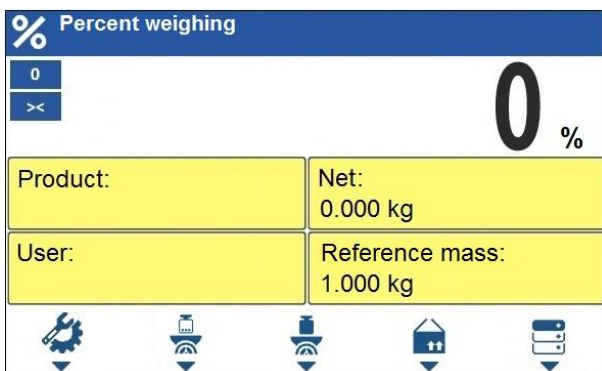 % Percent weighing
0
><
0 %
Product:
Net:
0.000 kg
User:
Reference mass:
1.000 kg